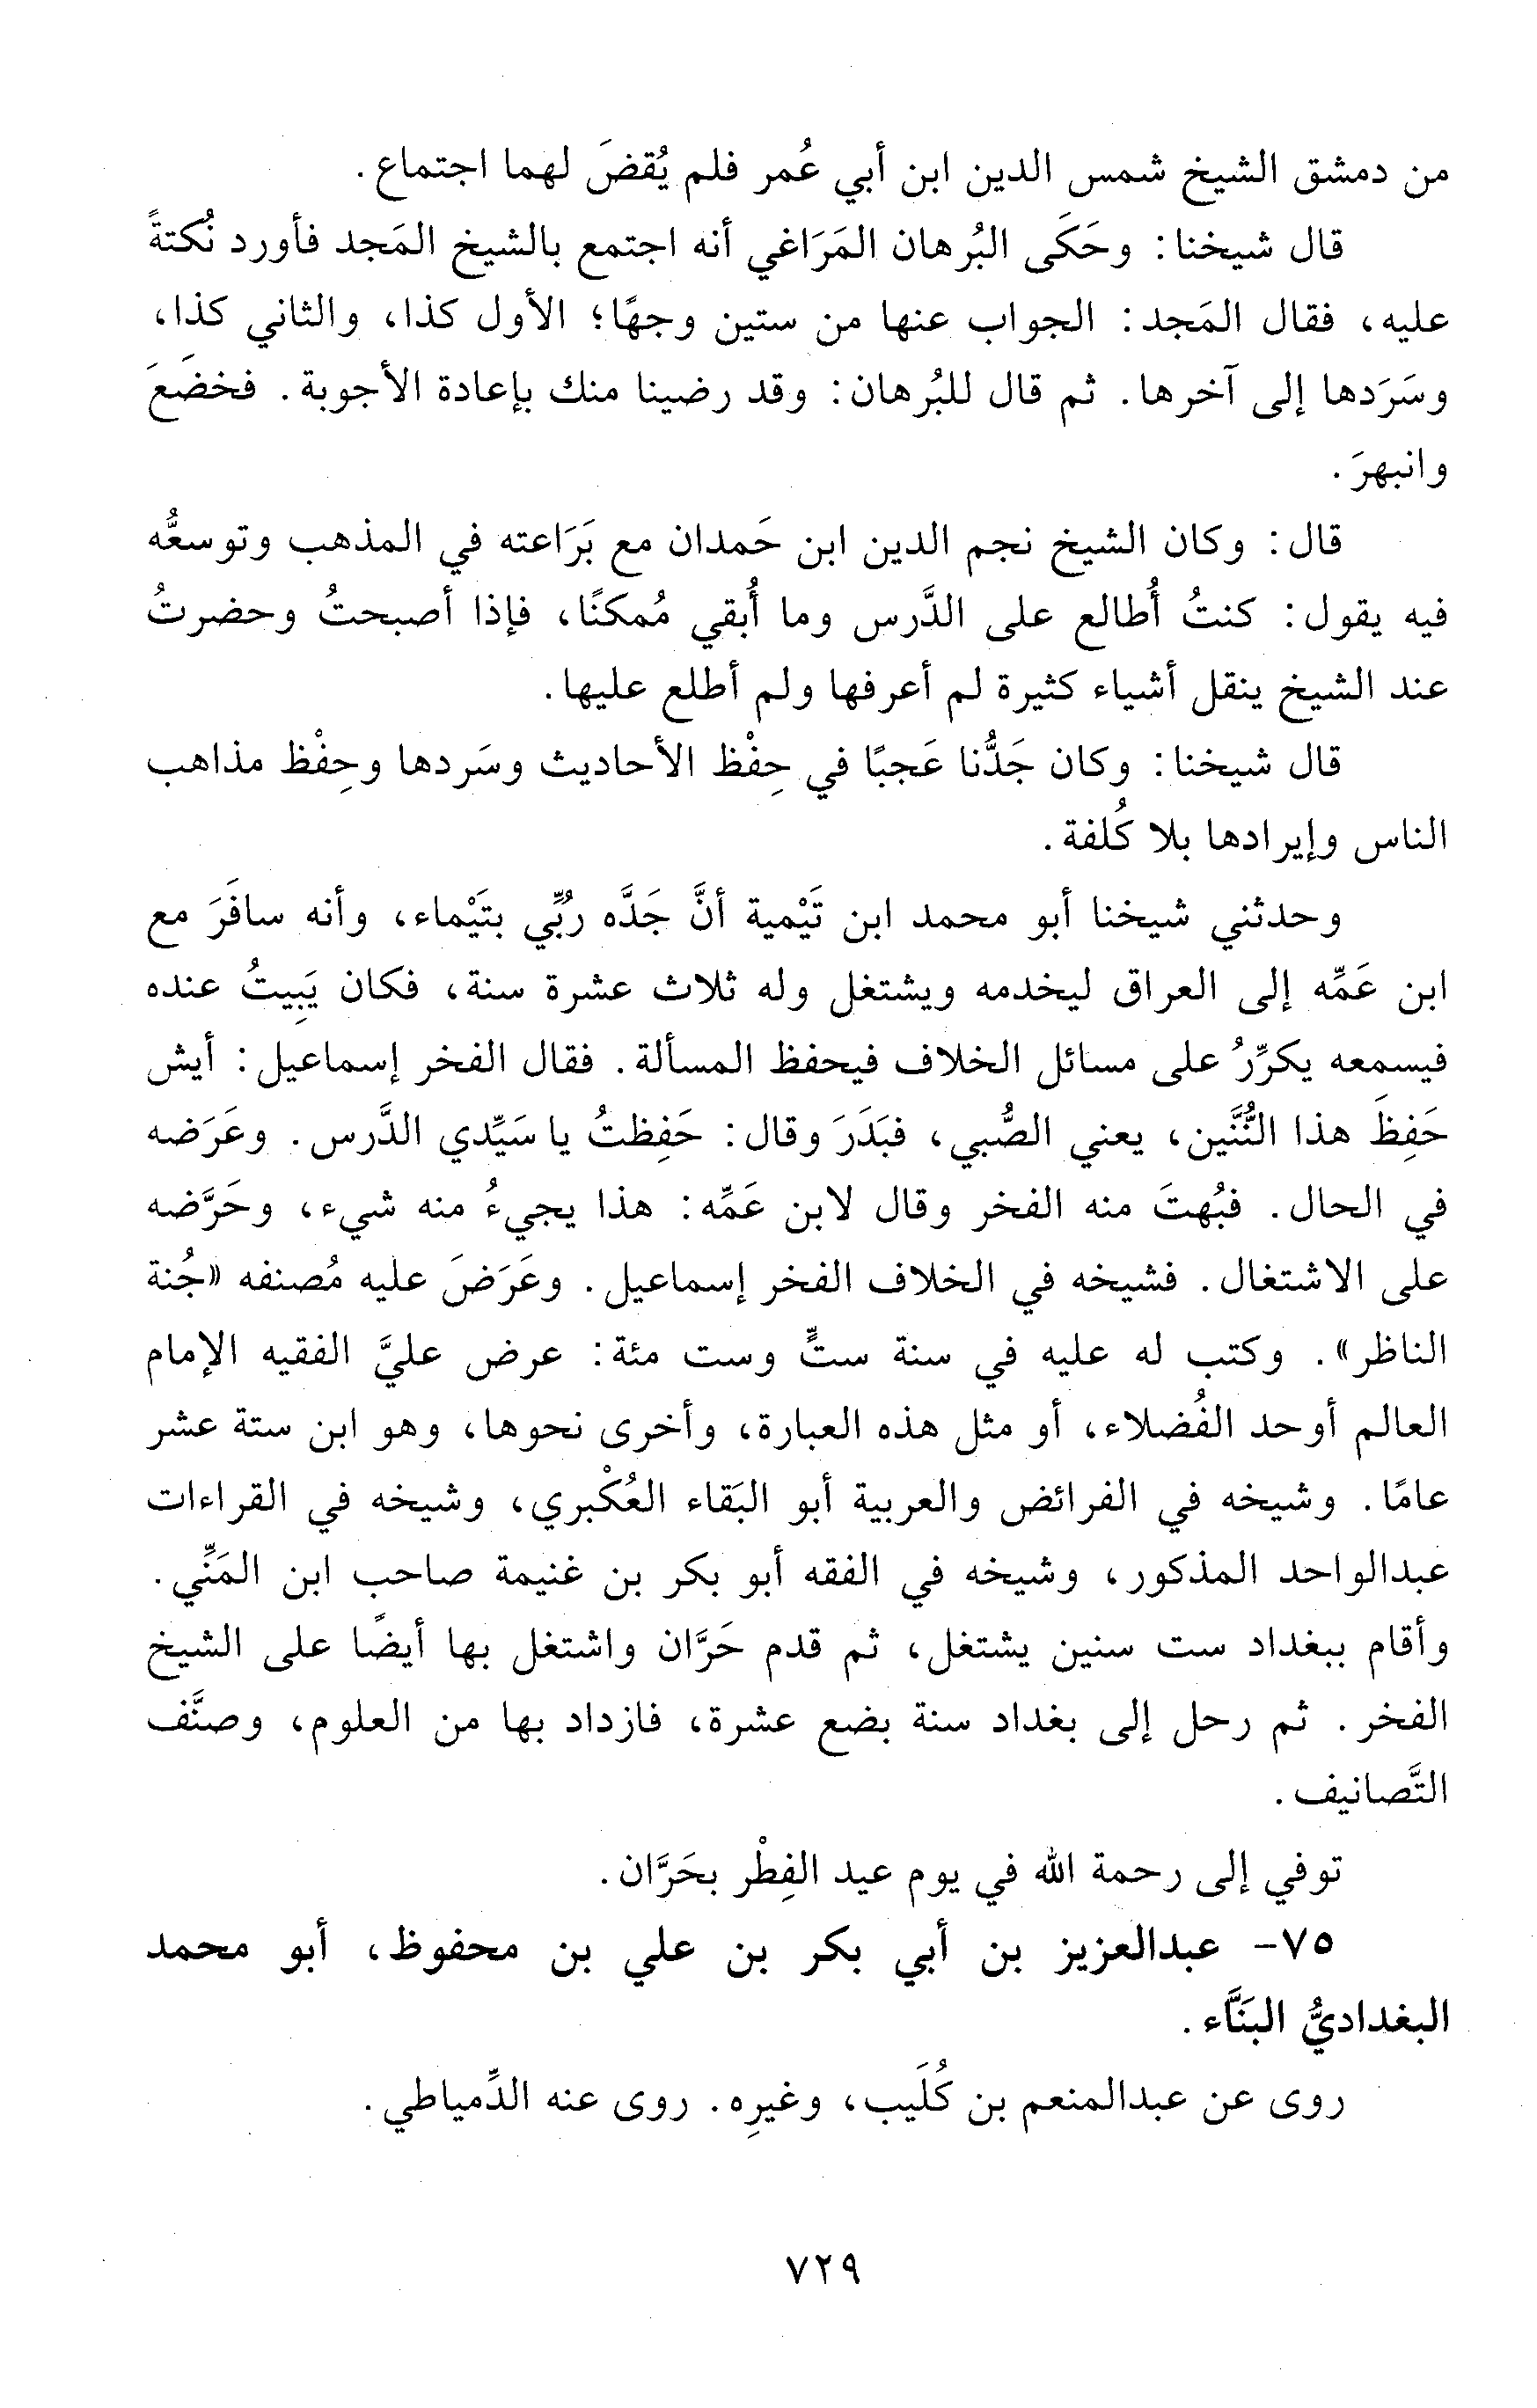 من دمشق الشيخ شمس الدين ابن أبي عُمر فلم يُقضَ لهما اجتماع.
قال شيخنا: وحَكَى البُرهان المَرَاغي أنه اجتمع بالشيخ المَجد فأورد نُكتةً
عليه، فقال المَجد: الجواب عنها من ستين وجهًا؛ الأول كذا، والثاني كذا،
وسَرَدها إلى آخرها. ثم قال للبُرهان: وقد رضينا منك بإعادة الأجوبة. فخضَعَ
وانبهرَ.
قال: وكان الشيخ نجم الدين ابن حَمدان مع بَرَاعته في المذهب وتوسعُّه
فيه يقول: كنتُ أُطالع على الدَّرس وما أُبقي مُمكنًا، فإذا أصبحتُ وحضرتُ
عند الشيخ ينقل أشياء كثيرة لم أعرفها ولم أطلع عليها.
قال شيخنا: وكان جَدُّنا عَجبًا في حِفْظ الأحاديث وسَردها وحِفْظ مذاهب
الناس وإيرادها بلا كُلفة.
وحدثني شيخنا أبو محمد ابن تَيْمية أنَّ جَدَّه رُبِّي بتَيْماء، وأنه سافَرَ مع
ابن عَمِّه إلى العراق ليخدمه ويشتغل وله ثلاث عشرة سنة، فكان يَبِيتُ عنده
فيسمعه يكرِّرُ على مسائل الخلاف فيحفظ المسألة. فقال الفخر إسماعيل: أيش
حَفِظَ هذا النُّنَّين، يعني الصُّبي، فبَدَرَ وقال: حَفِظتُ يا سَيِّدي الدَّرس. وعَرَضه
في الحال. فبُهتَ منه الفخر وقال لابن عَمِّه: هذا يجيءُ منه شيء، وحَرَّضه
على الاشتغال. فشيخه في الخلاف الفخر إسماعيل. وعَرَضَ عليه مُصنفه «جُنة
الناظر». وكتب له عليه في سنة ستٍّ وست مئة: عرض عليَّ الفقيه الإمام
العالم أوحد الفُضلاء، أو مثل هذه العبارة، وأخرى نحوها، وهو ابن ستة عشر
عامًا. وشيخه في الفرائض والعربية أبو البَقاء العُكْبري، وشيخه في القراءات
عبدالواحد المذكور، وشيخه في الفقه أبو بكر بن غنيمة صاحب ابن المَنِّي.
وأقام ببغداد ست سنين يشتغل، ثم قدم حَرَّان واشتغل بها أيضًا على الشيخ
الفخر. ثم رحل إلى بغداد سنة بضع عشرة، فازداد بها من العلوم، وصنَّف
التَّصانيف.
توفي إلى رحمة الله في يوم عيد الفِطْر بحَرَّان.
٧٥- عبدالعزيز بن أبي بكر بن علي بن محفوظ، أبو محمد
البغداديُّ البَنَّاء.
روى عن عبدالمنعم بن كُلَيب، وغيرِه. روى عنه الدِّمياطي.
٧٢٩